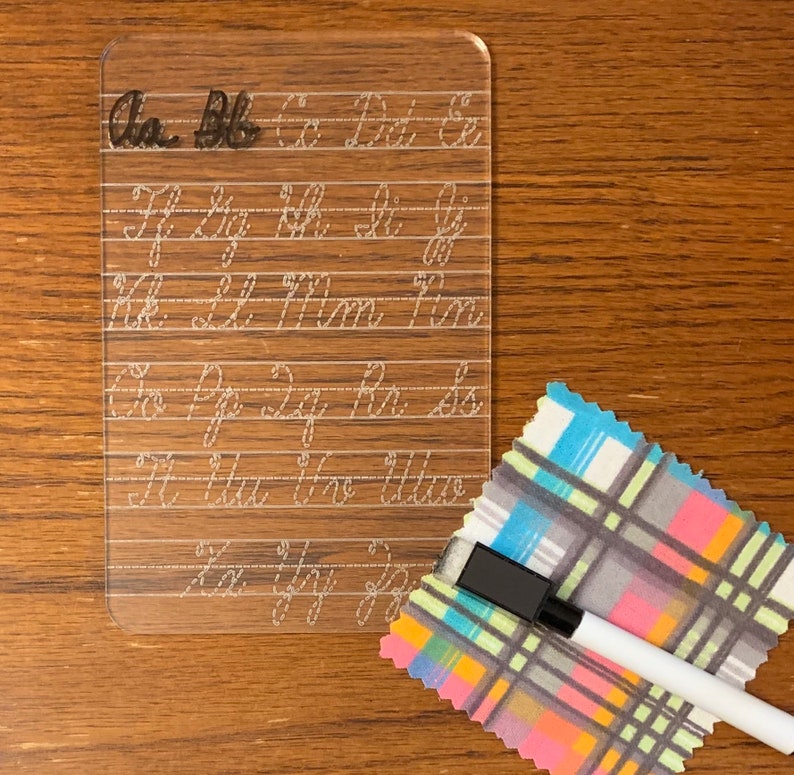 Aa Bb Cc Dd Ee
Ff Gg Hh Ii Jj
Kk Ll Mm Nn
Oo Pp Qq Rr Ss
Tt Uu Vv Ww
Xx Yy Zz